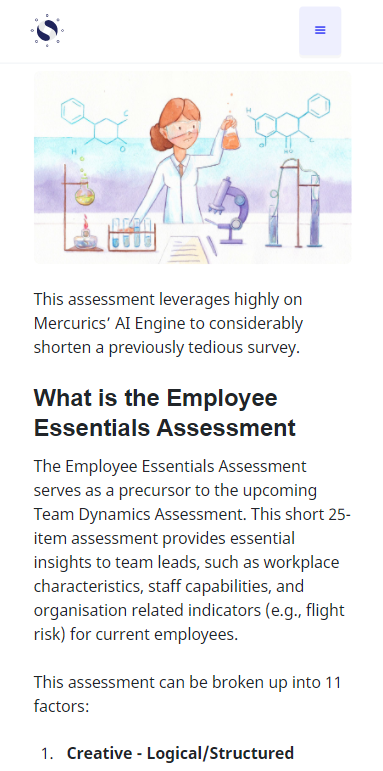 This assessment leverages highly on
Mercurics’ AI Engine to considerably
shorten a previously tedious survey.
What is the Employee
Essentials Assessment
The Employee Essentials Assessment
serves as a precursor to the upcoming
Team Dynamics Assessment. This short 25-
item assessment provides essential
insights to team leads, such as workplace
characteristics, staff capabilities, and
organisation related indicators (e.g., flight
risk) for current employees.
This assessment can be broken up into 11
factors:
1. Creative - Logical/Structured